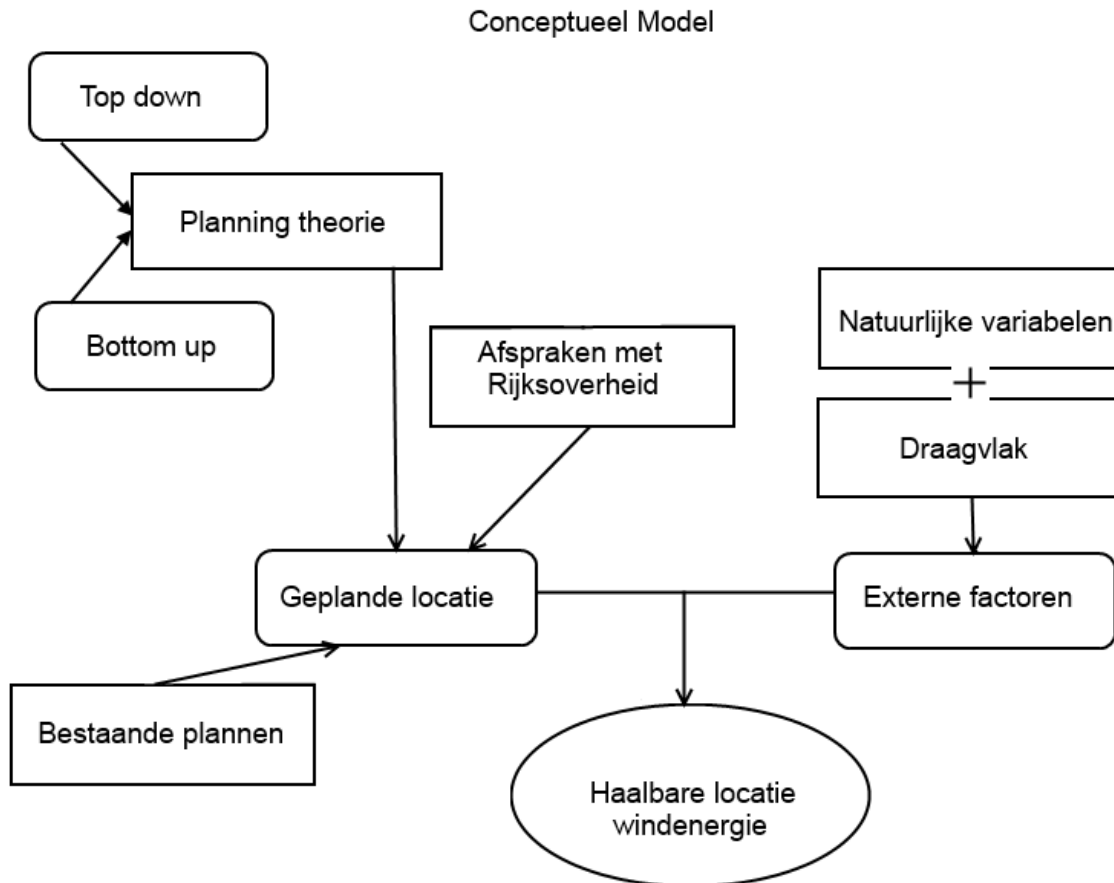 Conceptueel Model
Top down
Planning theorie
Bottom up
Afspraken met
Rijksoverheid
Natuurlijke variabelen
+
Draagvlak
Geplande locatie
Externe factoren
Bestaande plannen
Haalbare locatie
windenergie